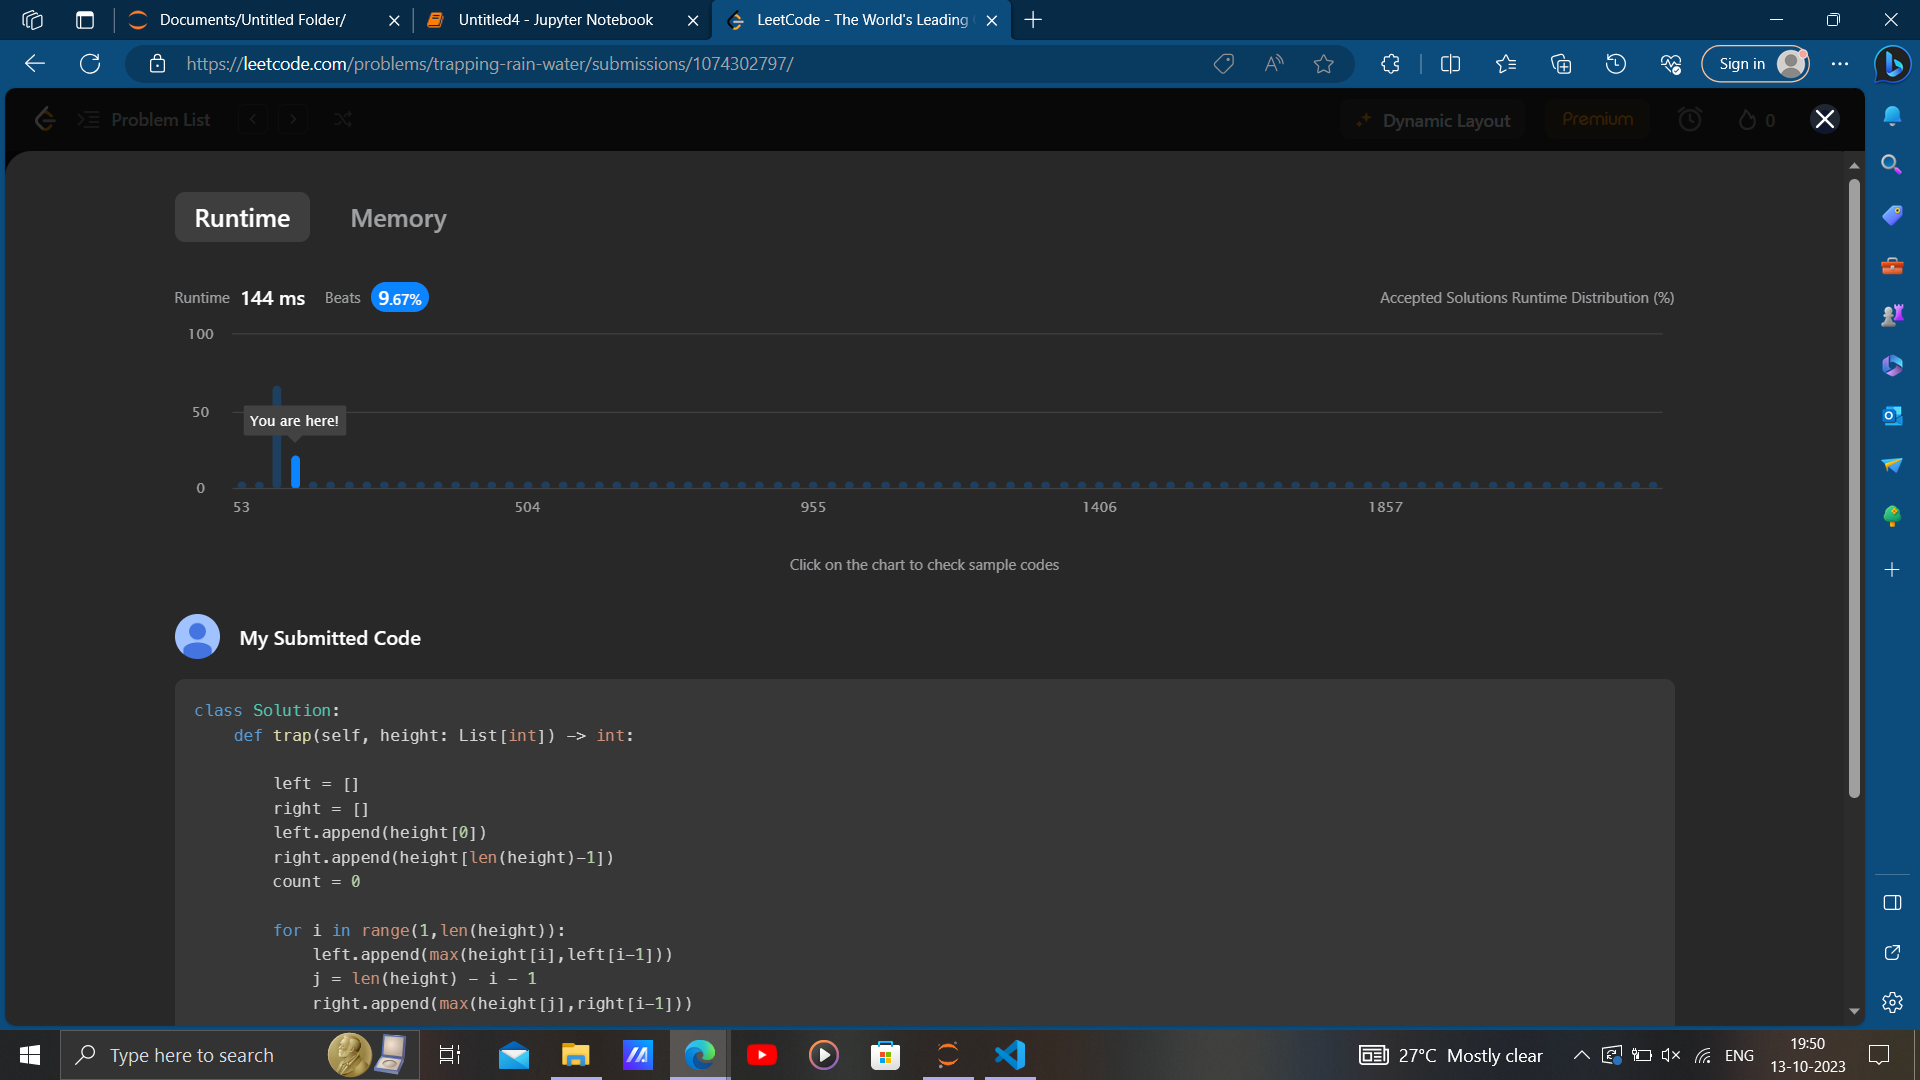 Documents/Untitled Folder/
Untitled4 - Jupyter Notebook
LeetCode - The World's Leading
https://leetcode.com/problems/trapping-rain-water/submissions/1074302797/
Sign in
Problem List
Dynamic Layout
Premium
0
Runtime
Memory
Runtime 144 ms Beats 9.67%
Accepted Solutions Runtime Distribution (%)
100
50
You are here!
0
53 504 955 1406 1857
Click on the chart to check sample codes
My Submitted Code
class Solution:
    def trap(self, height: List[int]) -> int:
        left = []
        right = []
        left.append(height[0])
        right.append(height[len(height)-1])
        count = 0
        for i in range(1,len(height)):
            left.append(max(height[i],left[i-1]))
            j = len(height) - i - 1
            right.append(max(height[j],right[i-1]))
Type here to search
27°C Mostly clear
ENG
19:50
13-10-2023